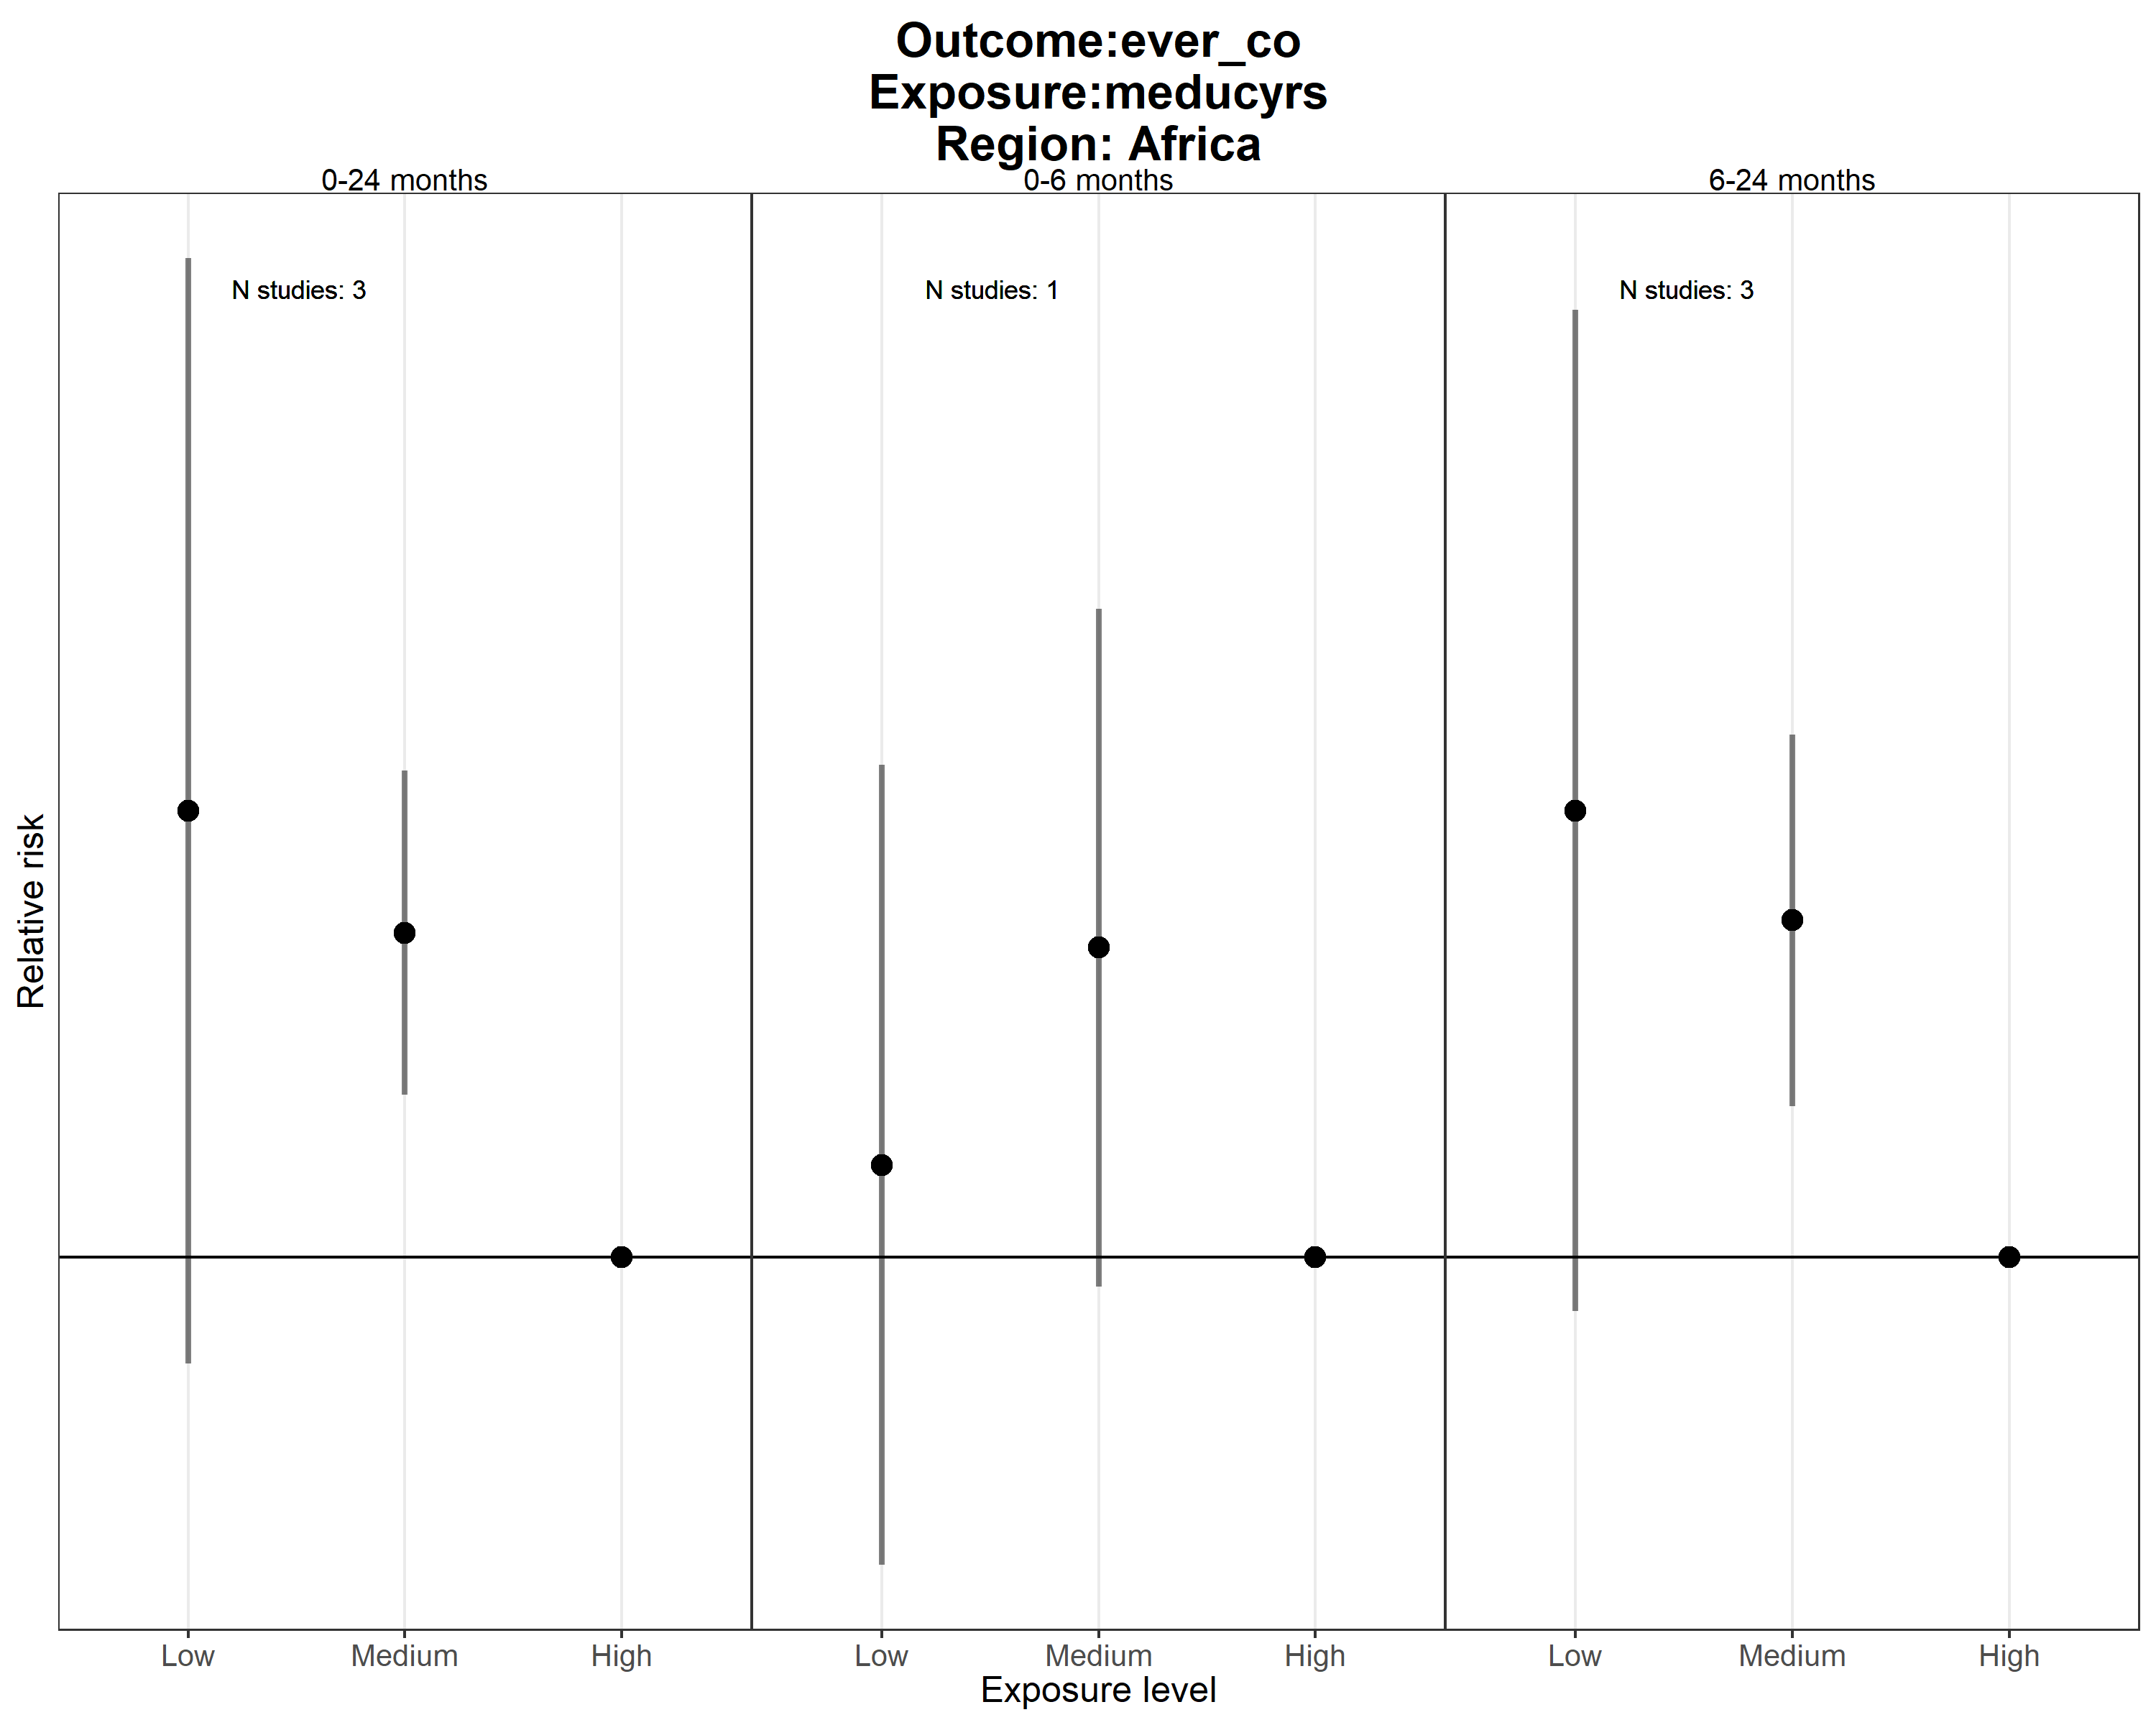 Outcome:ever_co
Exposure:meducyrs
Region: Africa
0-24 months
0-6 months
6-24 months
N studies: 3
N studies: 1
N studies: 3
Relative risk
Low
Medium
High
Low
Medium
High
Low
Medium
High
Exposure level